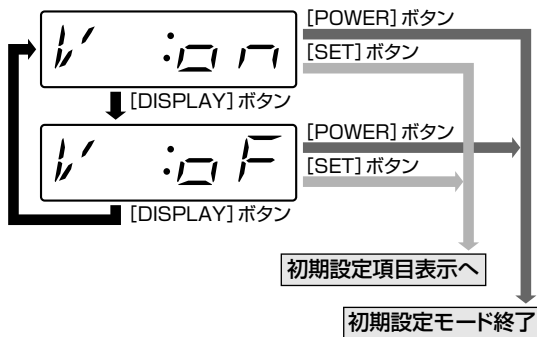 V :on
[POWER]ボタン
[SET]ボタン
[DISPLAY]ボタン
V :oF
[POWER]ボタン
[SET]ボタン
[DISPLAY]ボタン
初期設定項目表示へ
初期設定モード終了